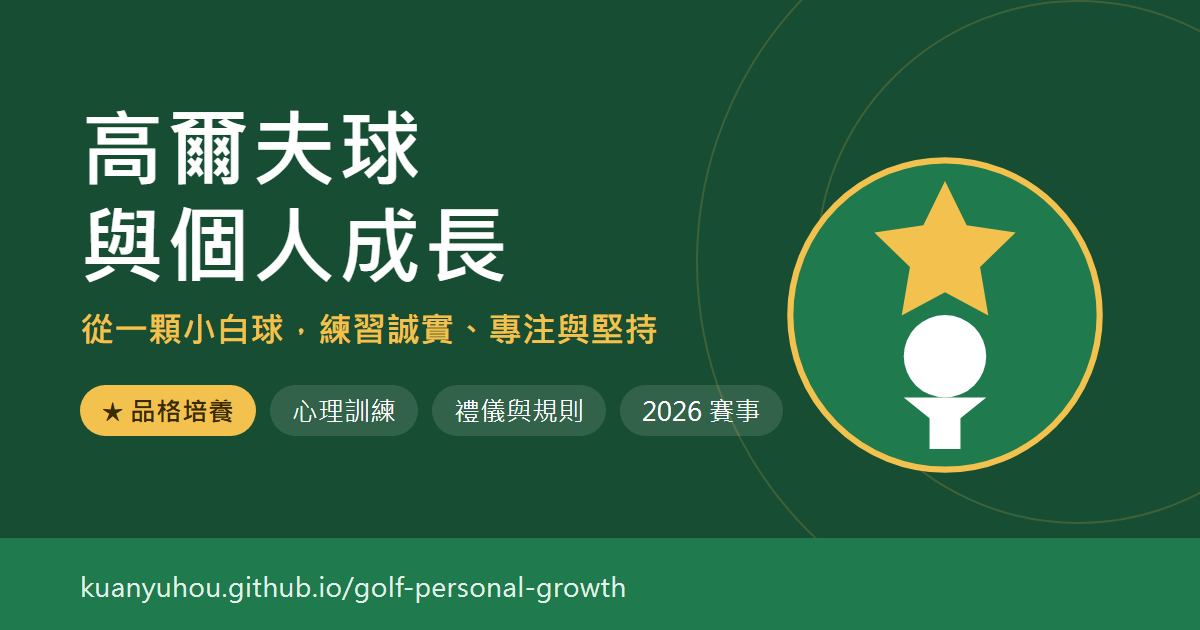 高爾夫球
與個人成長
從一顆小白球，練習誠實、專注與堅持
★ 品格培養
心理訓練
禮儀與規則
2026 賽事
kuanyuhou.github.io/golf-personal-growth